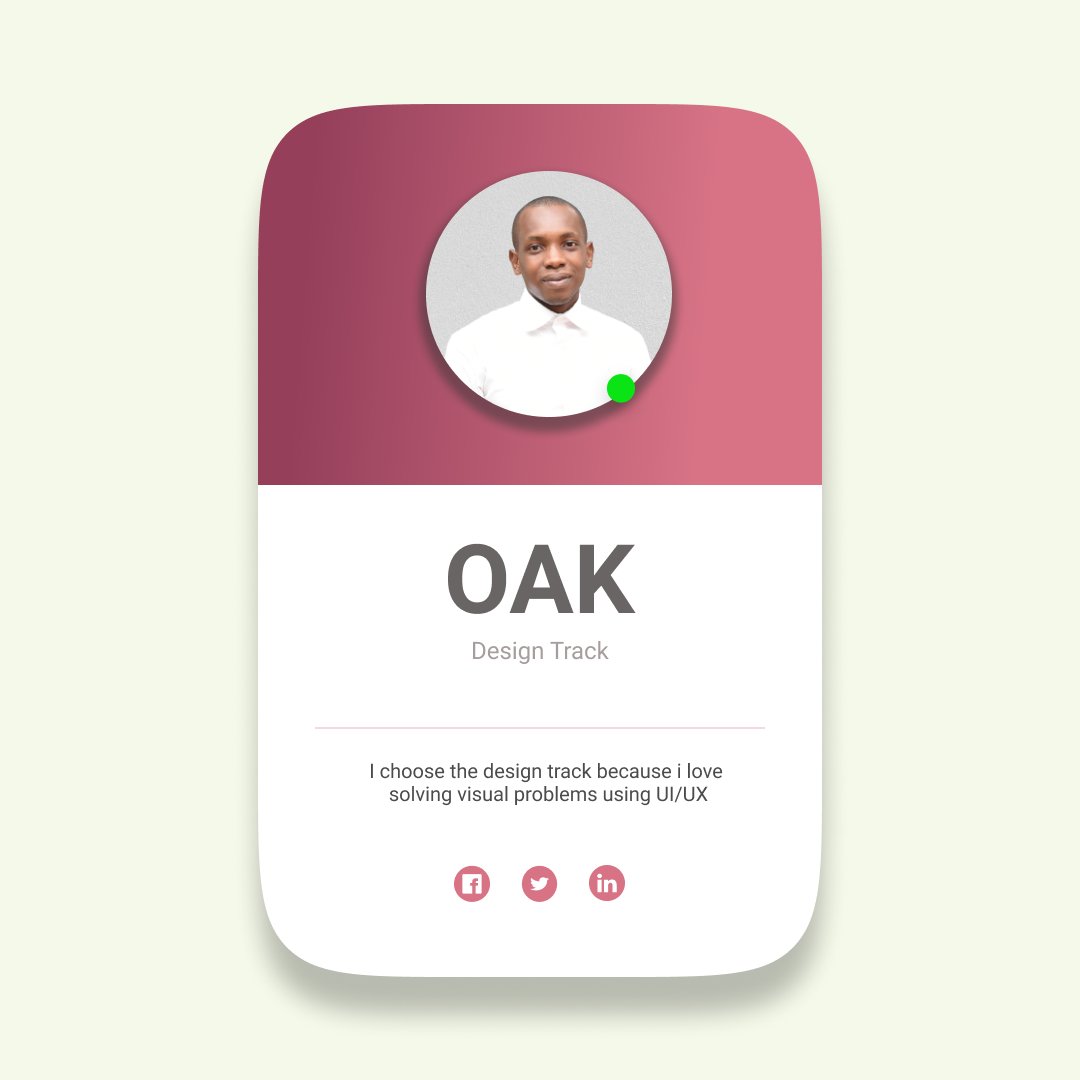 OAK
Design Track
I choose the design track because i love
solving visual problems using UI/UX